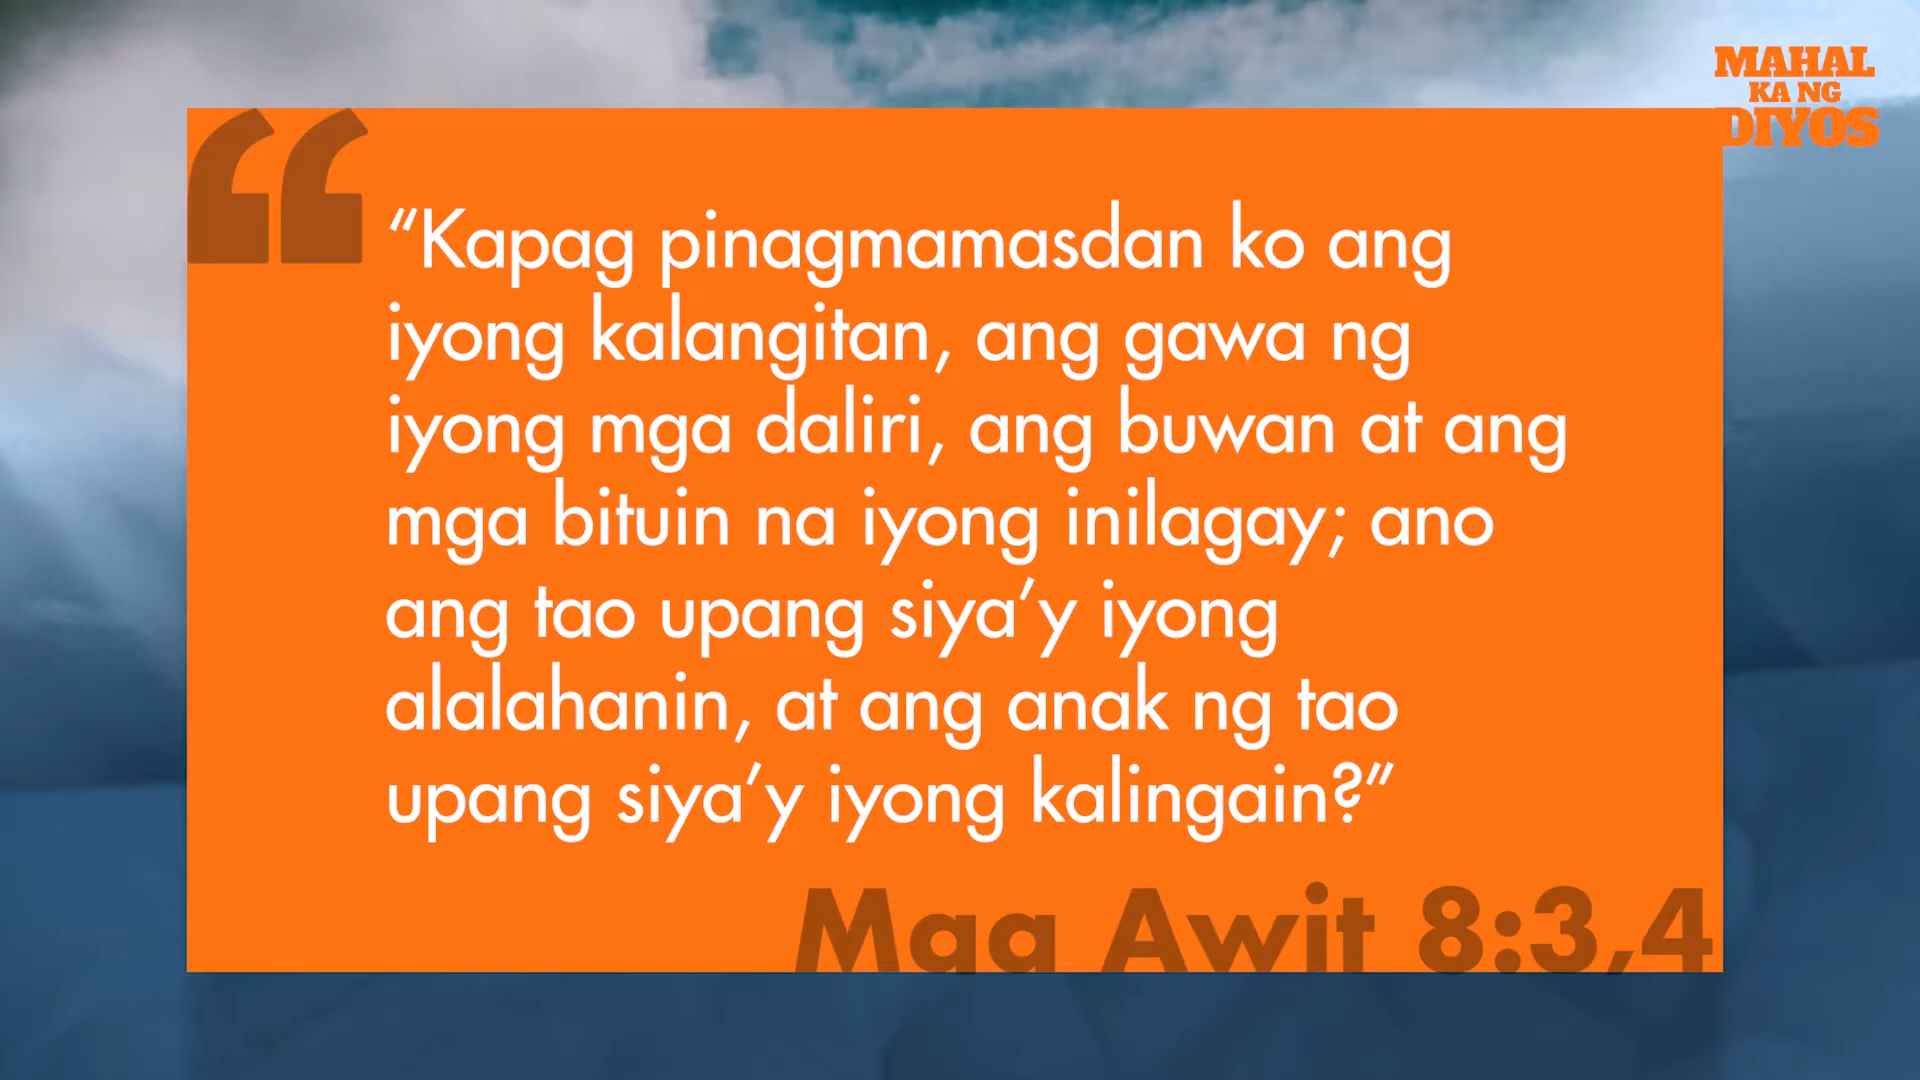 MAHAL
KA NG
DIYOS
“Kapag pinagmamasdan ko ang
iyong kalangitan, ang gawa ng
iyong mga daliri, ang buwan at ang
mga bituin na iyong inilagay; ano
ang tao upang siya’y iyong
alalahanin, at ang anak ng tao
upang siya’y iyong kalingain?”
Mga Awit 8:3,4